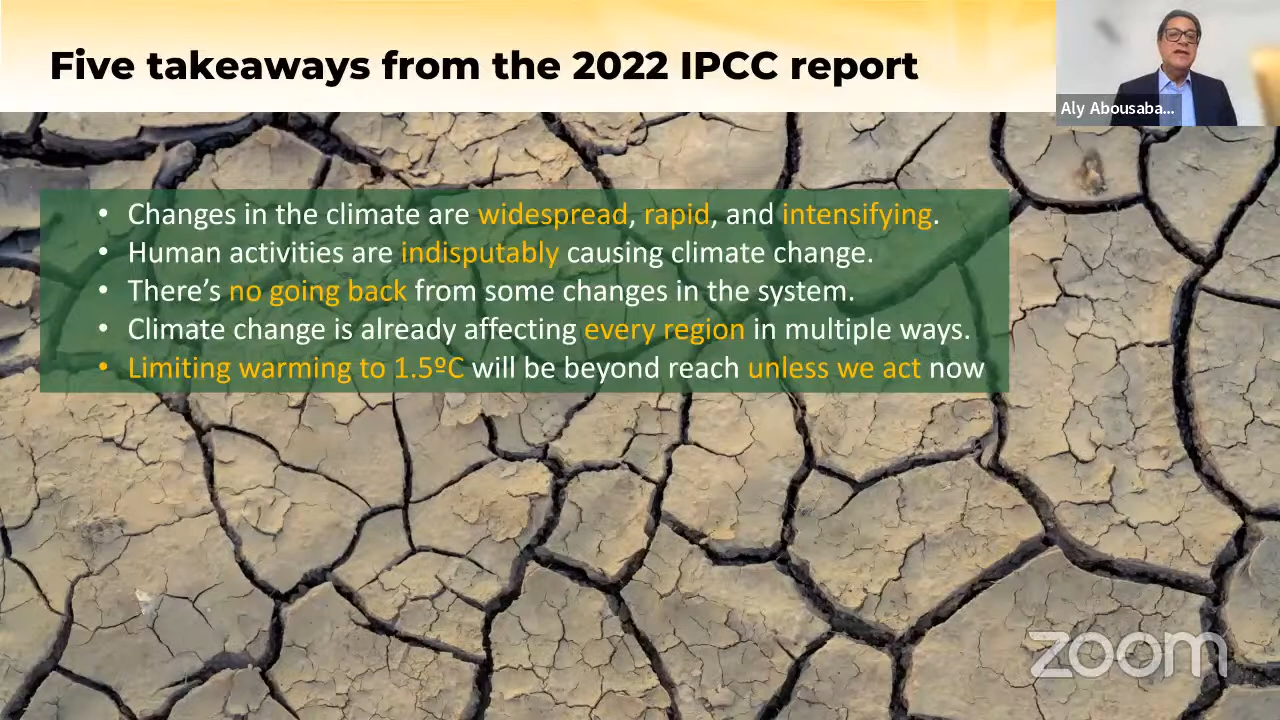 Five takeaways from the 2022 IPCC report
Aly Abousaba...
• Changes in the climate are widespread, rapid, and intensifying.
• Human activities are indisputably causing climate change.
• There’s no going back from some changes in the system.
• Climate change is already affecting every region in multiple ways.
• Limiting warming to 1.5ºC will be beyond reach unless we act now
zoom